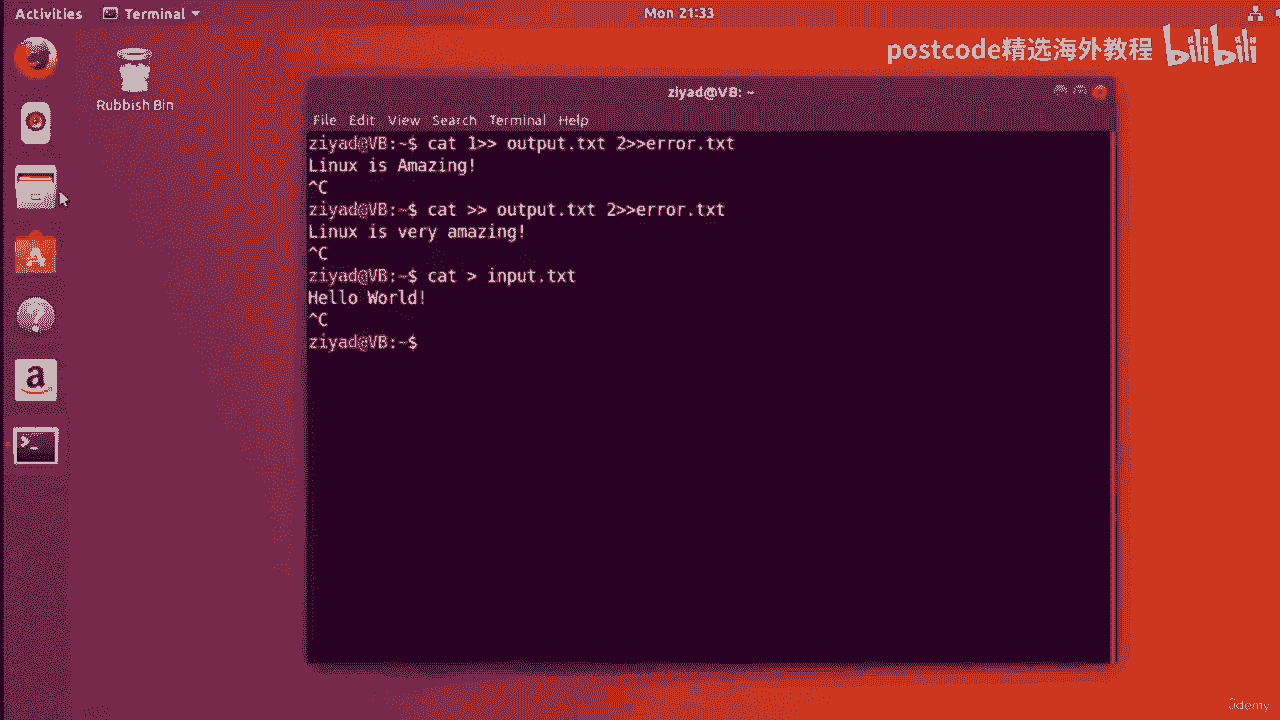 Activities Terminal Mon 21:33
postcode精选海外教程 bilibili
Rubbish Bin
ziyad@VB: ~
File Edit View Search Terminal Help
ziyad@VB:~$ cat 1>> output.txt 2>>error.txt
Linux is Amazing!
^C
ziyad@VB:~$ cat >> output.txt 2>>error.txt
Linux is very amazing!
^C
ziyad@VB:~$ cat > input.txt
Hello World!
^C
ziyad@VB:~$
Udemy